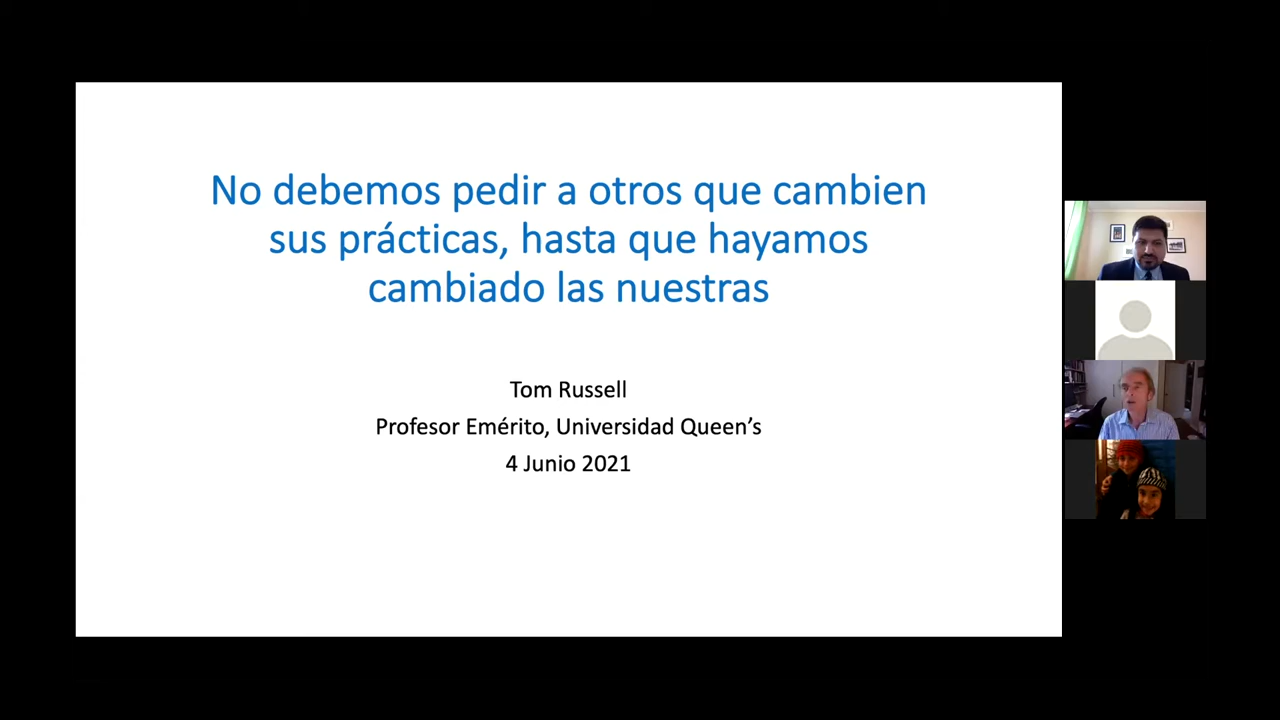 No debemos pedir a otros que cambien
sus prácticas, hasta que hayamos
cambiado las nuestras
Tom Russell
Profesor Emérito, Universidad Queen’s
4 Junio 2021